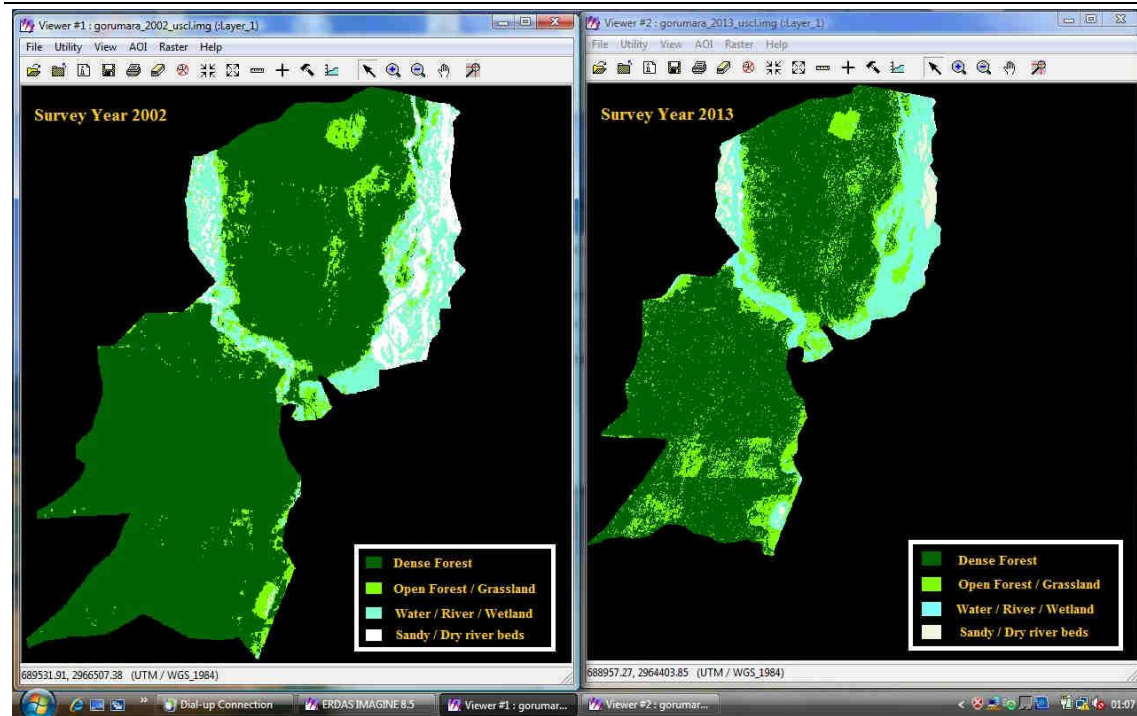 Viewer #1 : gorumara_2002_uscl.img (:Layer_1)
File Utility View AOI Raster Help
Survey Year 2002
Dense Forest
Open Forest / Grassland
Water / River / Wetland
Sandy / Dry river beds
689531.91, 2966507.38 (UTM / WGS_1984)
Viewer #2 : gorumara_2013_uscl.img (:Layer_1)
File Utility View AOI Raster Help
Survey Year 2013
Dense Forest
Open Forest / Grassland
Water / River / Wetland
Sandy / Dry river beds
688957.27, 2964403.85 (UTM / WGS_1984)
Dial-up Connection
ERDAS IMAGINE 8.5
Viewer #1 : gorumar...
Viewer #2 : gorumar...
01:07